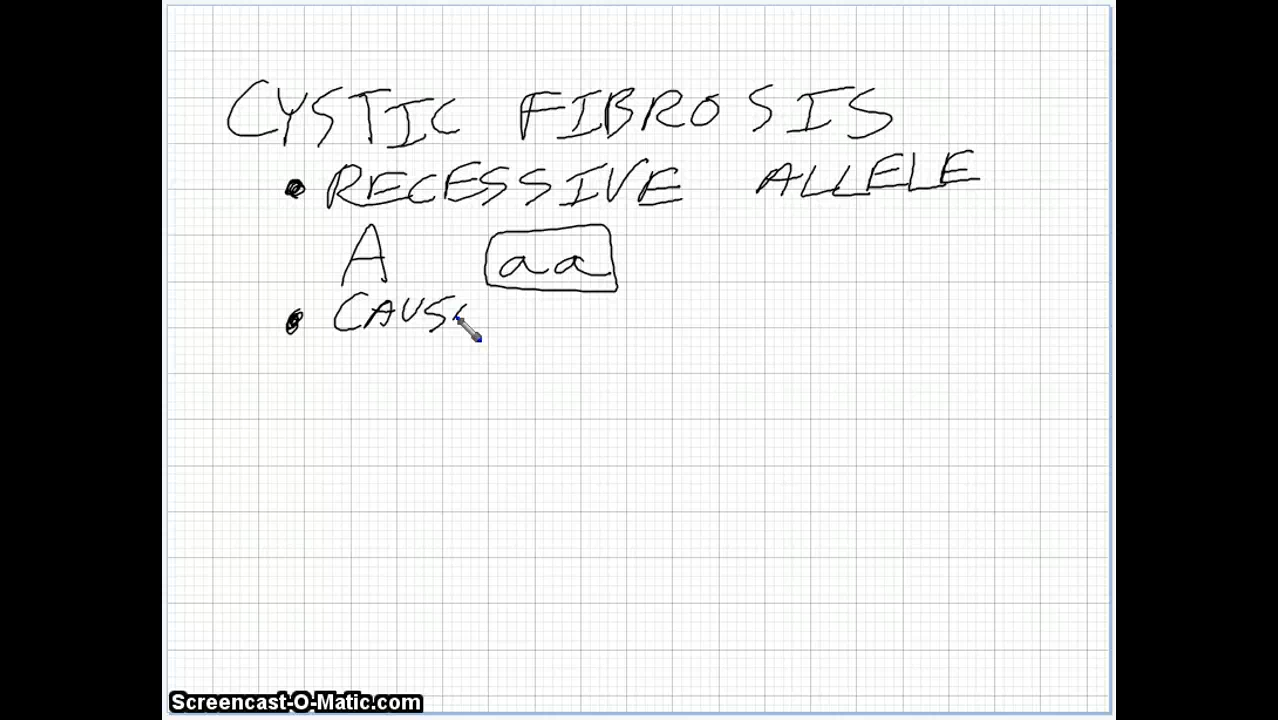 CYSTIC FIBROSIS
• RECESSIVE ALLELE
A aa
• CAUS
Screencast-O-Matic.com